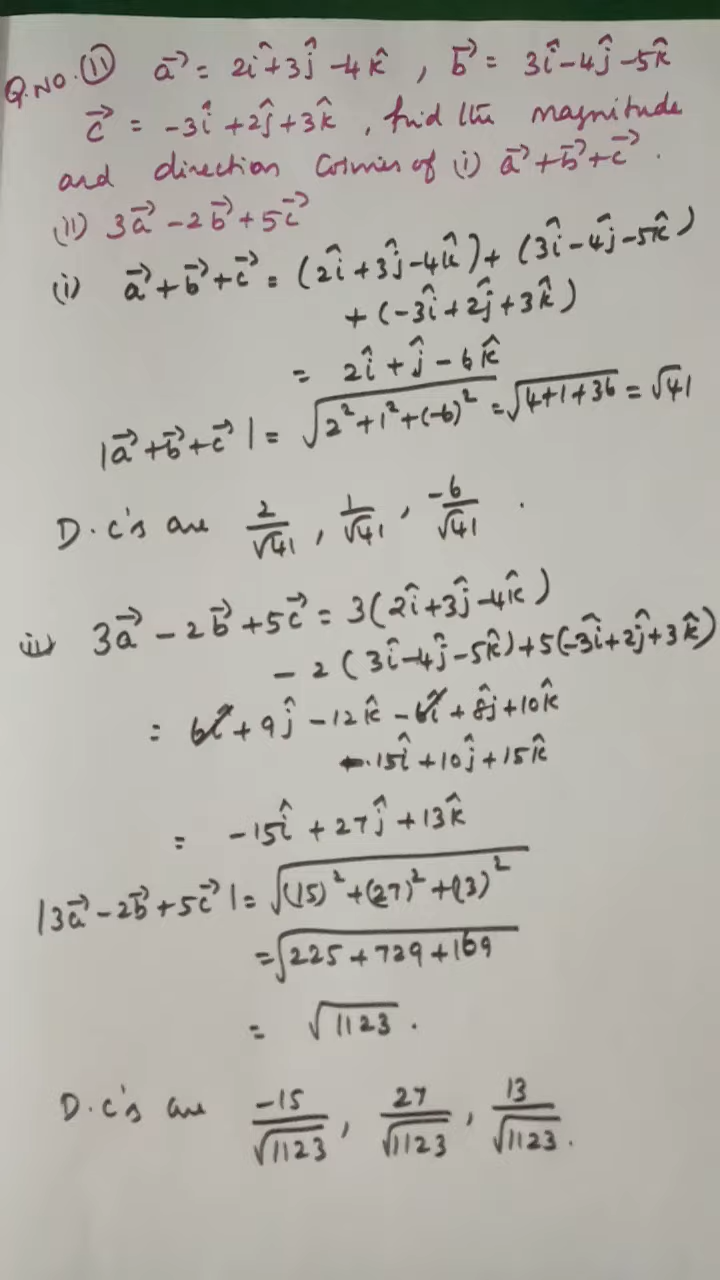 Q.No. (11) a⃗ = 2î+3ĵ-4k̂ , b⃗ = 3î-4ĵ-5k̂
c⃗ = -3î+2ĵ+3k̂ , find the magnitude
and direction cosines of (i) a⃗+b⃗+c⃗ .
(ii) 3a⃗-2b⃗+5c⃗
(i) a⃗+b⃗+c⃗ = (2î+3ĵ-4k̂)+ (3î-4ĵ-5k̂)
+(-3î+2ĵ+3k̂)
= 2î+ĵ-6k̂
|a⃗+b⃗+c⃗| = √(2²+1²+(-6)²) = √(4+1+36) = √41
D.c's are 2/√41 , 1/√41 , -6/√41 .
(ii) 3a⃗-2b⃗+5c⃗ = 3(2î+3ĵ-4k̂)
-2(3î-4ĵ-5k̂)+5(-3î+2ĵ+3k̂)
= 6î+9ĵ-12k̂-6î+8ĵ+10k̂
-15î+10ĵ+15k̂
= -15î+27ĵ+13k̂
|3a⃗-2b⃗+5c⃗| = √((15)²+(27)²+(13)²)
= √(225+729+169)
= √1123 .
D.c's are -15/√1123 , 27/√1123 , 13/√1123 .